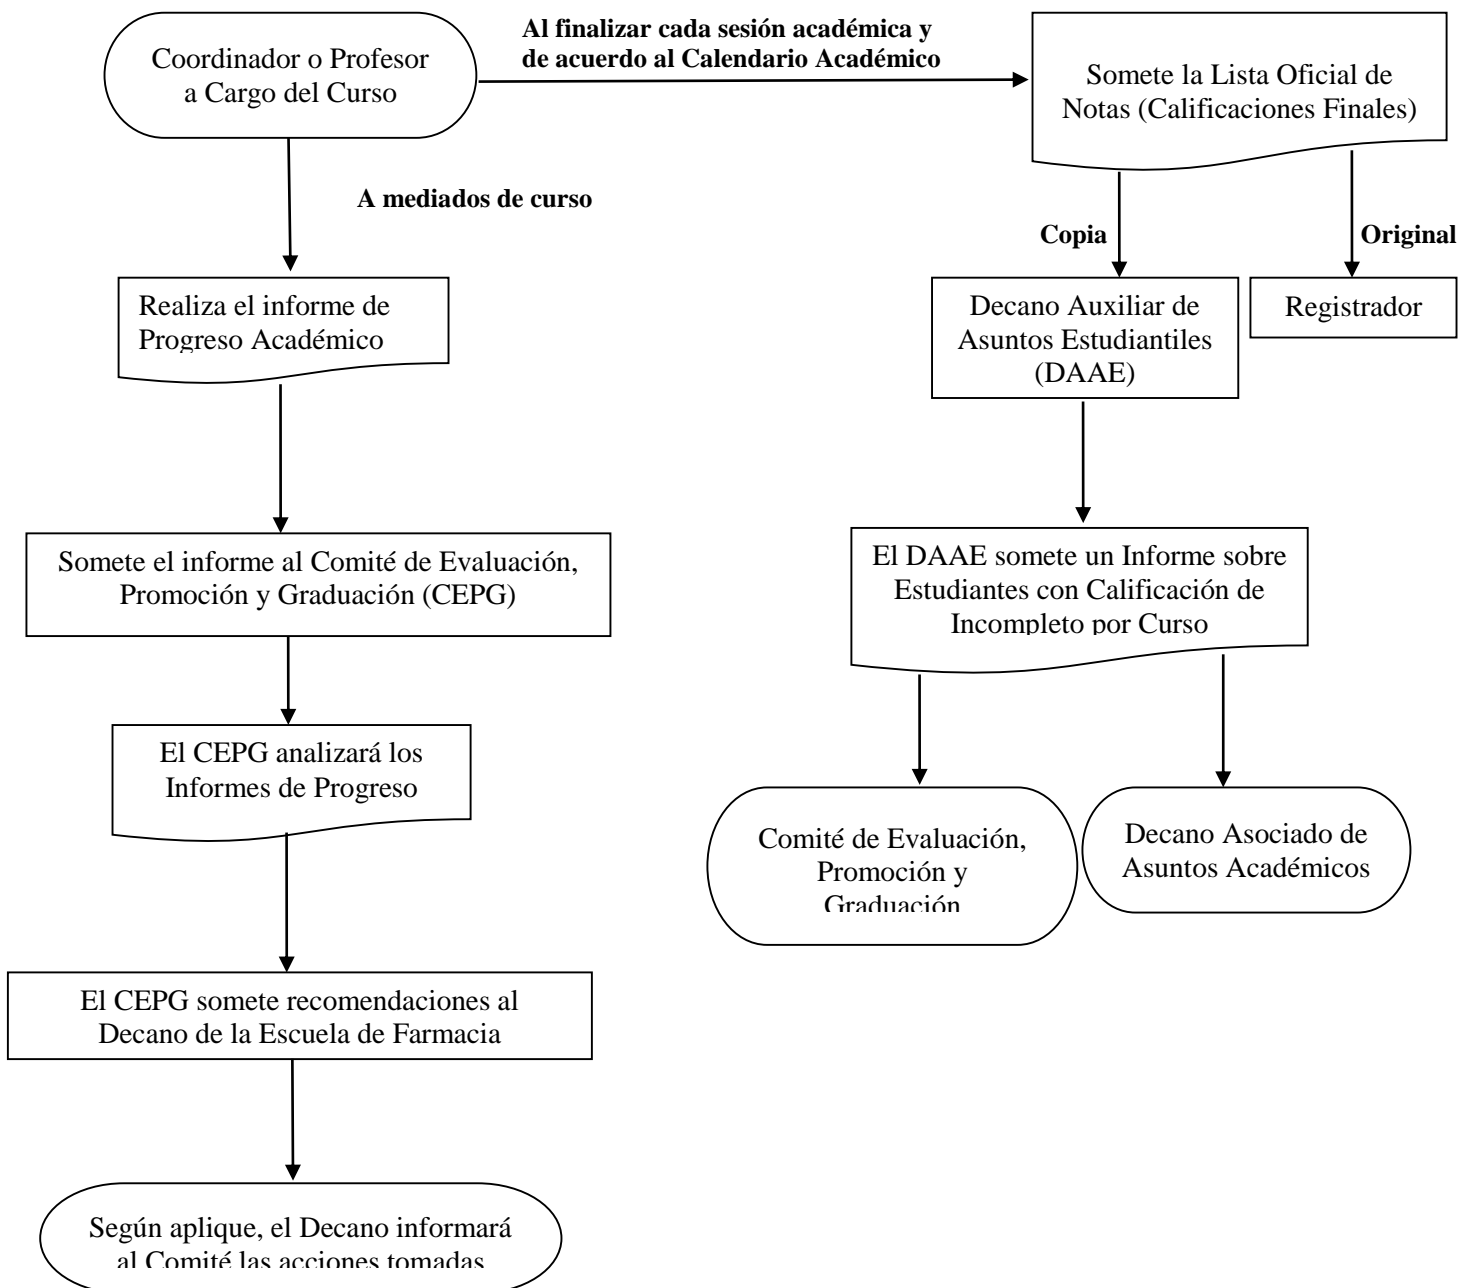 Coordinador o Profesor
a Cargo del Curso
Al finalizar cada sesión académica y
de acuerdo al Calendario Académico
Somete la Lista Oficial de
Notas (Calificaciones Finales)
A mediados de curso
Copia
Original
Realiza el informe de
Progreso Académico
Decano Auxiliar de
Asuntos Estudiantiles
(DAAE)
Registrador
Somete el informe al Comité de Evaluación,
Promoción y Graduación (CEPG)
El DAAE somete un Informe sobre
Estudiantes con Calificación de
Incompleto por Curso
El CEPG analizará los
Informes de Progreso
Comité de Evaluación,
Promoción y
Graduación
Decano Asociado de
Asuntos Académicos
El CEPG somete recomendaciones al
Decano de la Escuela de Farmacia
Según aplique, el Decano informará
al Comité las acciones tomadas